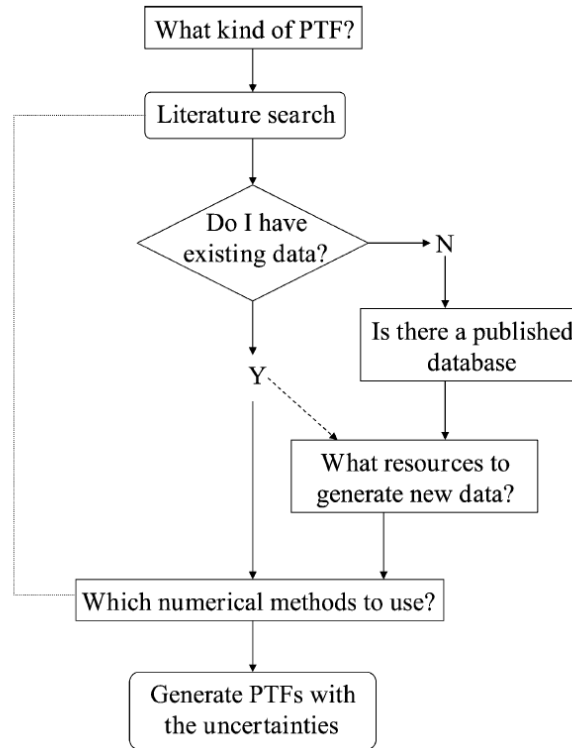 What kind of PTF?
Literature search
Do I have
existing data?
N
Is there a published
database
Y
What resources to
generate new data?
Which numerical methods to use?
Generate PTFs with
the uncertainties